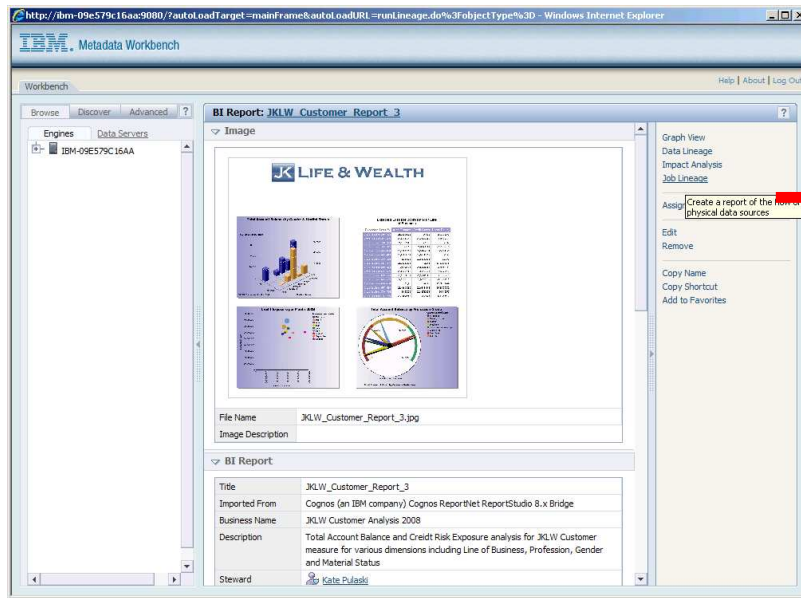 http://ibm-09e579c16aa:9080/?autoLoadTarget=mainFrame&autoLoadURL=runLineage.do%3FobjectType%3D - Windows Internet Explorer
IBM. Metadata Workbench
Workbench
Help | About | Log Out
Browse Discover Advanced ?
Engines Data Servers
IBM-09E579C16AA
BI Report: JKLW_Customer_Report_3 ?
Image
JK LIFE & WEALTH
File Name JKLW_Customer_Report_3.jpg
Image Description
BI Report
Title JKLW_Customer_Report_3
Imported From Cognos (an IBM company) Cognos ReportNet ReportStudio 8.x Bridge
Business Name JKLW Customer Analysis 2008
Description Total Account Balance and Creidt Risk Exposure analysis for JKLW Customer
measure for various dimensions including Line of Business, Profession, Gender
and Material Status
Steward Kate Pulaski
Graph View
Data Lineage
Impact Analysis
Job Lineage
Assign
Create a report of the
physical data sources
Edit
Remove
Copy Name
Copy Shortcut
Add to Favorites